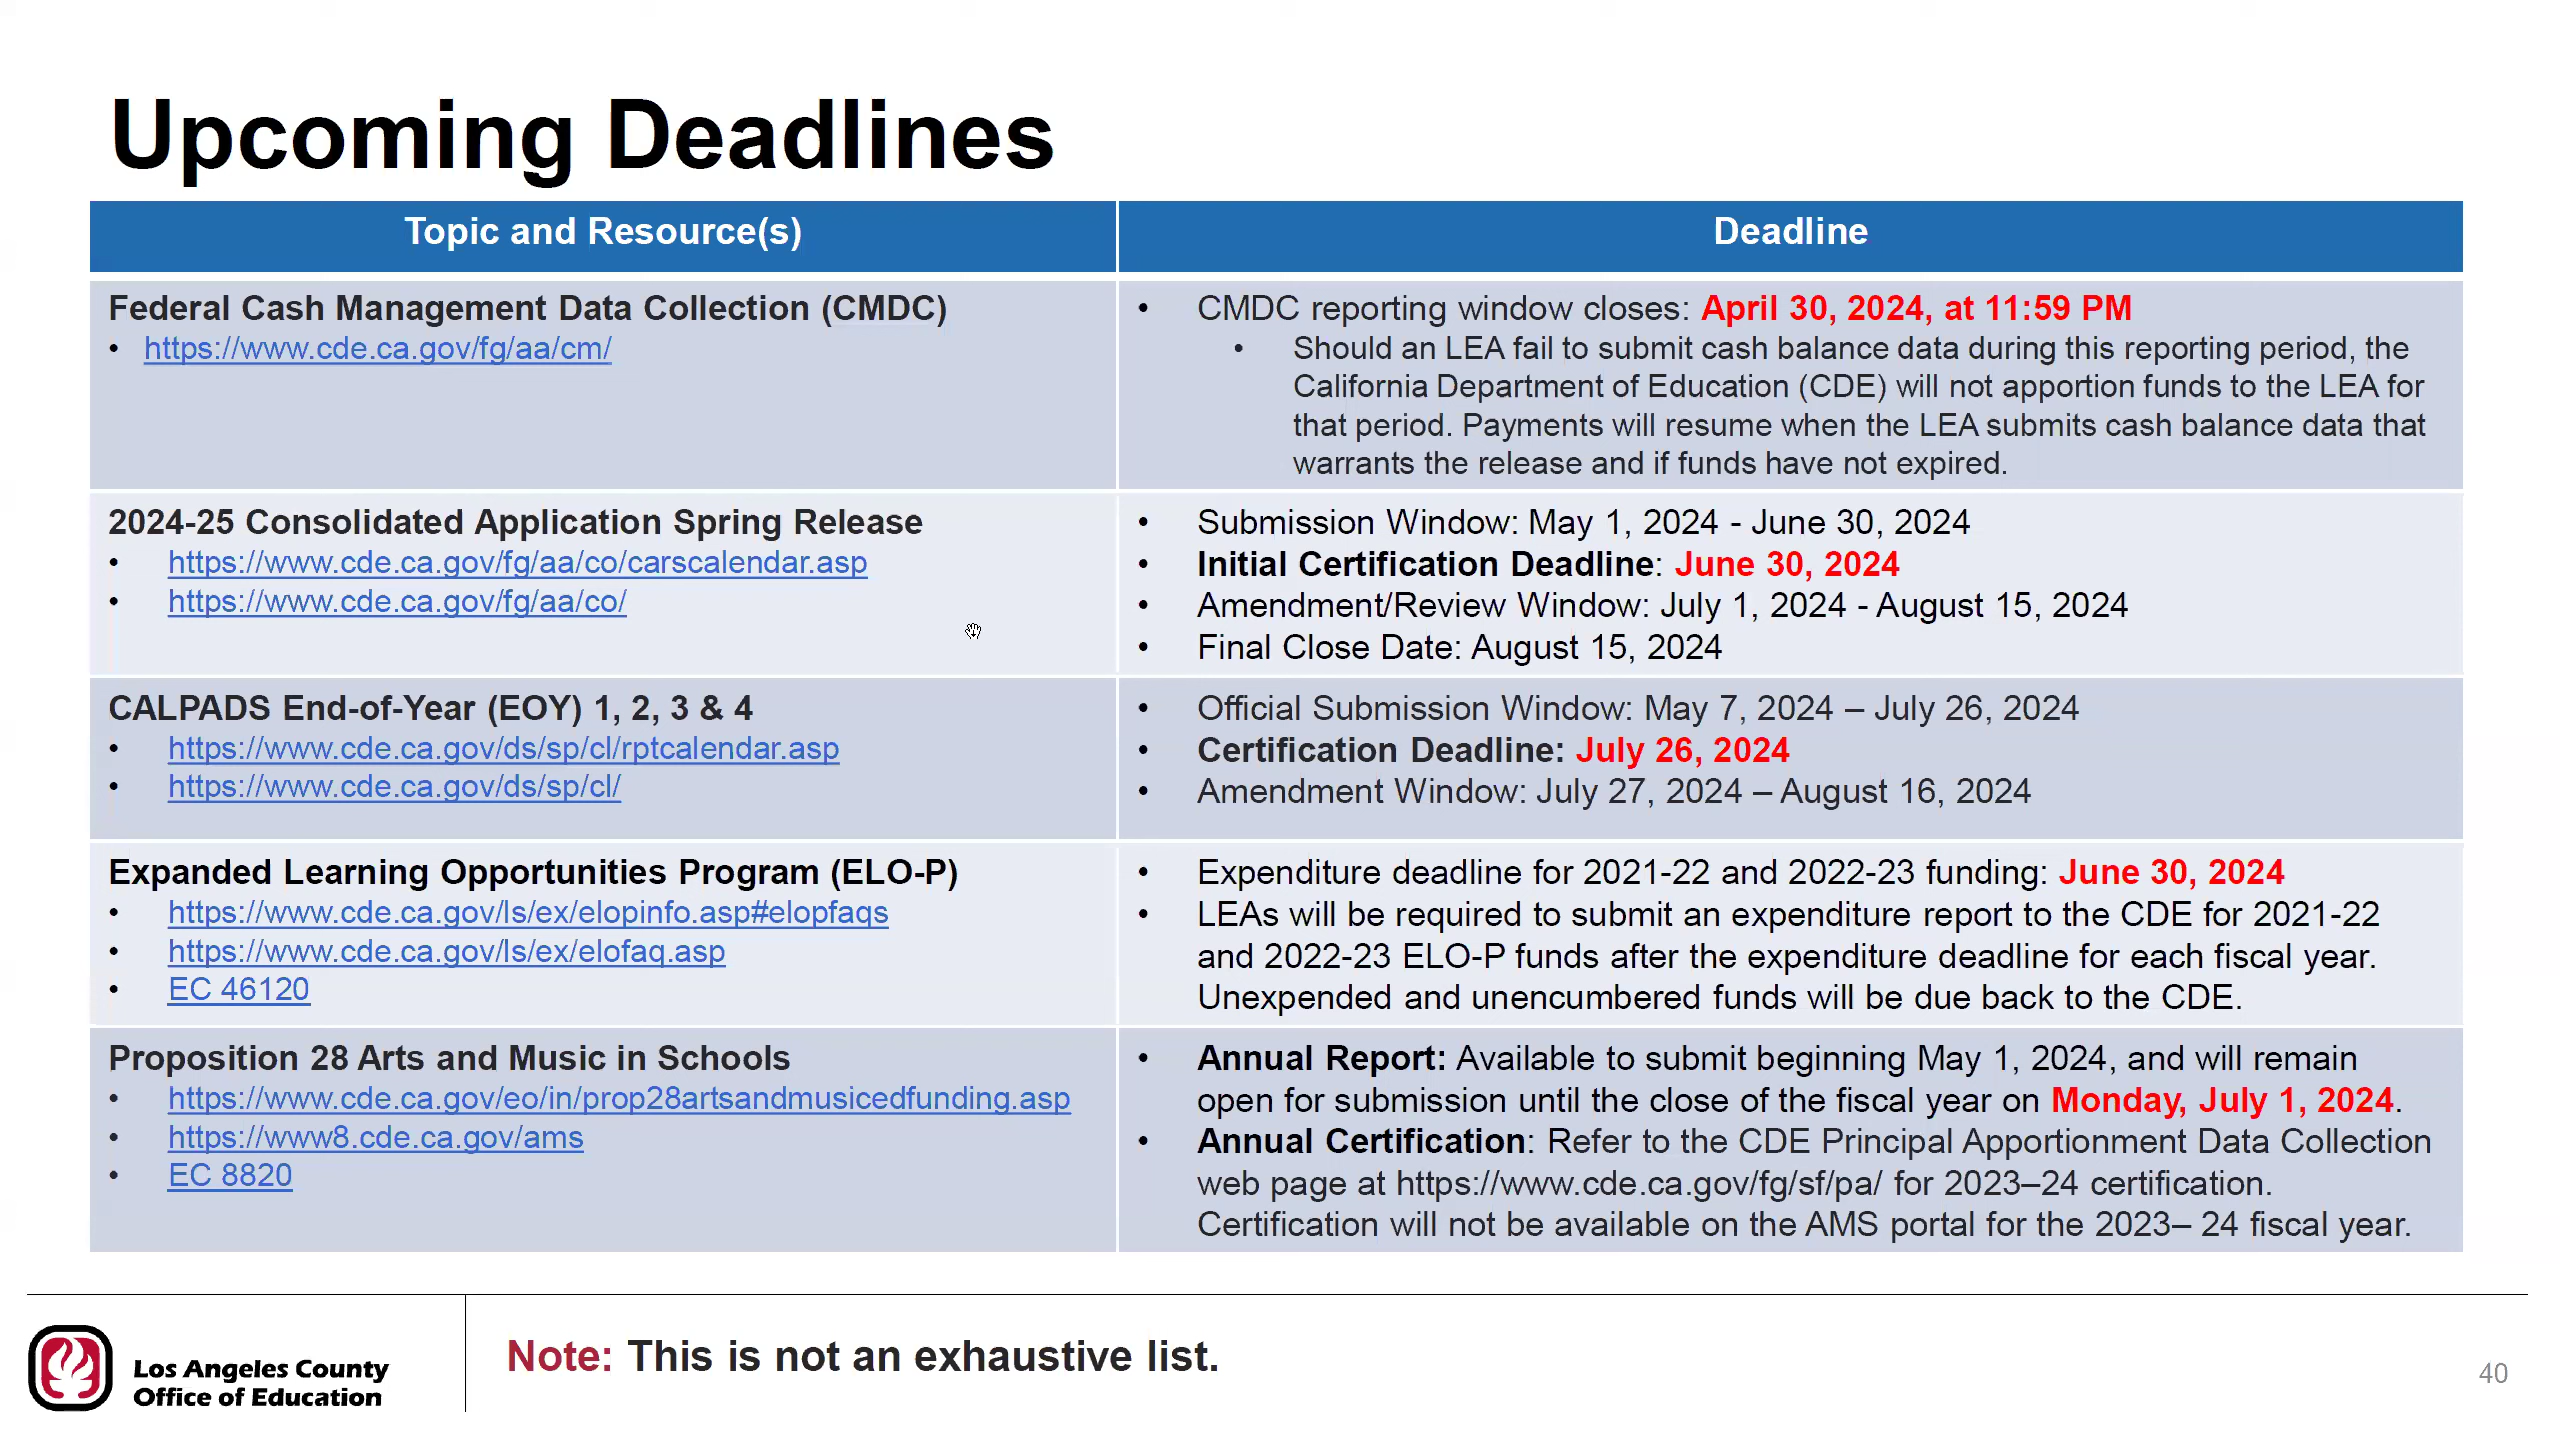 Upcoming Deadlines
Topic and Resource(s)
Deadline
Federal Cash Management Data Collection (CMDC)
• https://www.cde.ca.gov/fg/aa/cm/
• CMDC reporting window closes: April 30, 2024, at 11:59 PM
• Should an LEA fail to submit cash balance data during this reporting period, the
California Department of Education (CDE) will not apportion funds to the LEA for
that period. Payments will resume when the LEA submits cash balance data that
warrants the release and if funds have not expired.
2024-25 Consolidated Application Spring Release
• https://www.cde.ca.gov/fg/aa/co/carscalendar.asp
• https://www.cde.ca.gov/fg/aa/co/
• Submission Window: May 1, 2024 - June 30, 2024
• Initial Certification Deadline: June 30, 2024
• Amendment/Review Window: July 1, 2024 - August 15, 2024
• Final Close Date: August 15, 2024
CALPADS End-of-Year (EOY) 1, 2, 3 & 4
• https://www.cde.ca.gov/ds/sp/cl/rptcalendar.asp
• https://www.cde.ca.gov/ds/sp/cl/
• Official Submission Window: May 7, 2024 – July 26, 2024
• Certification Deadline: July 26, 2024
• Amendment Window: July 27, 2024 – August 16, 2024
Expanded Learning Opportunities Program (ELO-P)
• https://www.cde.ca.gov/ls/ex/elopinfo.asp#elopfaqs
• https://www.cde.ca.gov/ls/ex/elofaq.asp
• EC 46120
• Expenditure deadline for 2021-22 and 2022-23 funding: June 30, 2024
• LEAs will be required to submit an expenditure report to the CDE for 2021-22
and 2022-23 ELO-P funds after the expenditure deadline for each fiscal year.
Unexpended and unencumbered funds will be due back to the CDE.
Proposition 28 Arts and Music in Schools
• https://www.cde.ca.gov/eo/in/prop28artsandmusicedfunding.asp
• https://www8.cde.ca.gov/ams
• EC 8820
• Annual Report: Available to submit beginning May 1, 2024, and will remain
open for submission until the close of the fiscal year on Monday, July 1, 2024.
• Annual Certification: Refer to the CDE Principal Apportionment Data Collection
web page at https://www.cde.ca.gov/fg/sf/pa/ for 2023–24 certification.
Certification will not be available on the AMS portal for the 2023– 24 fiscal year.
Los Angeles County
Office of Education
Note: This is not an exhaustive list.
40